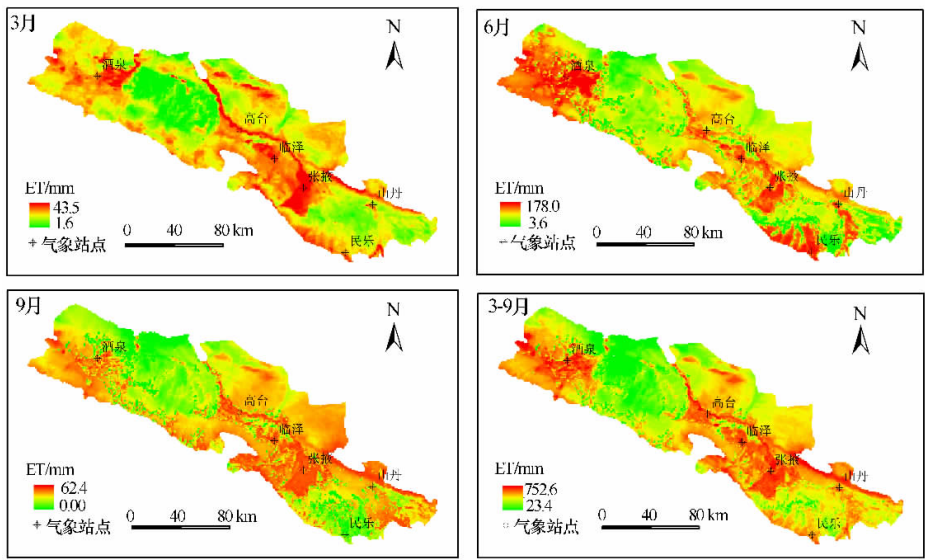 3月
N
酒泉
高台
临泽
张掖
山丹
民乐
ET/mm
43.5
1.6
气象站点
0 40 80 km
6月
N
酒泉
高台
临泽
张掖
山丹
民乐
ET/mm
178.0
3.6
气象站点
0 40 80 km
9月
N
酒泉
高台
临泽
张掖
山丹
民乐
ET/mm
62.4
0.00
气象站点
0 40 80 km
3-9月
N
酒泉
高台
临泽
张掖
山丹
民乐
ET/mm
752.6
23.4
气象站点
0 40 80 km